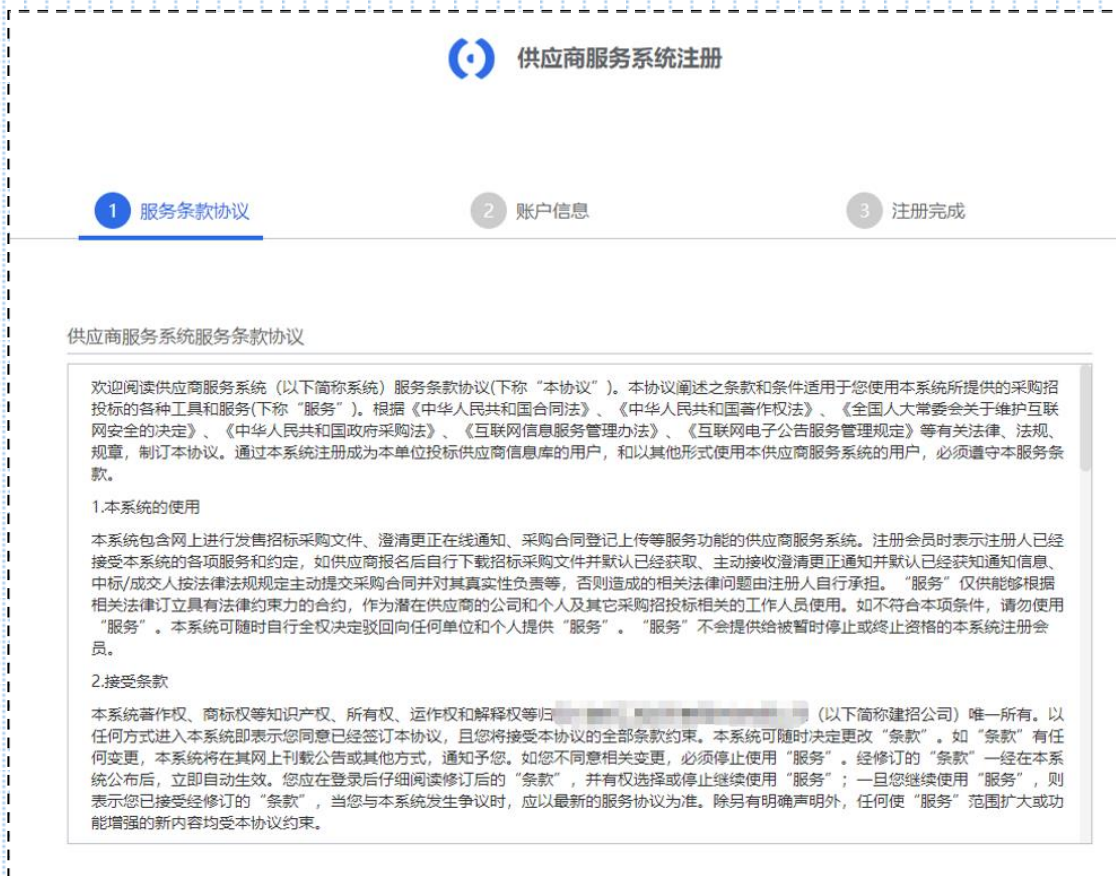 供应商服务系统注册
1 服务条款协议
2 账户信息
3 注册完成
供应商服务系统服务条款协议
欢迎阅读供应商服务系统（以下简称系统）服务条款协议(下称“本协议”)。本协议阐述之条款和条件适用于您使用本系统所提供的采购招
投标的各种工具和服务(下称“服务”)。根据《中华人民共和国合同法》、《中华人民共和国著作权法》、《全国人大常委会关于维护互联
网安全的决定》、《中华人民共和国政府采购法》、《互联网信息服务管理办法》、《互联网电子公告服务管理规定》等有关法律、法规、
规章，制订本协议。通过本系统注册成为本单位投标供应商信息库的用户，和以其他形式使用本供应商服务系统的用户，必须遵守本服务条
款。
1.本系统的使用
本系统包含网上进行发售招标采购文件、澄清更正在线通知、采购合同登记上传等服务功能的供应商服务系统。注册会员时表示注册人已经
接受本系统的各项服务和约定，如供应商报名后自行下载招标采购文件并默认已经获取、主动接收澄清更正通知并默认已经获知通知信息、
中标/成交人按法律法规规定主动提交采购合同并对其真实性负责等，否则造成的相关法律问题由注册人自行承担。“服务”仅供能够根据
相关法律订立具有法律约束力的合约，作为潜在供应商的公司和个人及其它采购招投标相关的工作人员使用。如不符合本项条件，请勿使用
“服务”。本系统可随时自行全权决定驳回向任何单位和个人提供“服务”。“服务”不会提供给被暂时停止或终止资格的本系统注册会
员。
2.接受条款
本系统著作权、商标权等知识产权、所有权、运作权和解释权等归（以下简称建招公司）唯一所有。以
任何方式进入本系统即表示您同意已经签订本协议，且您将接受本协议的全部条款约束。本系统可随时决定更改“条款”。如“条款”有任
何变更，本系统将在其网上刊载公告或其他方式，通知予您。如您不同意相关变更，必须停止使用“服务”。经修订的“条款”一经在本系
统公布后，立即自动生效。您应在登录后仔细阅读修订后的“条款”，并有权选择或停止继续使用“服务”；一旦您继续使用“服务”，则
表示您已接受经修订的“条款”，当您与本系统发生争议时，应以最新的服务协议为准。除另有明确声明外，任何使“服务”范围扩大或功
能增强的新内容均受本协议约束。